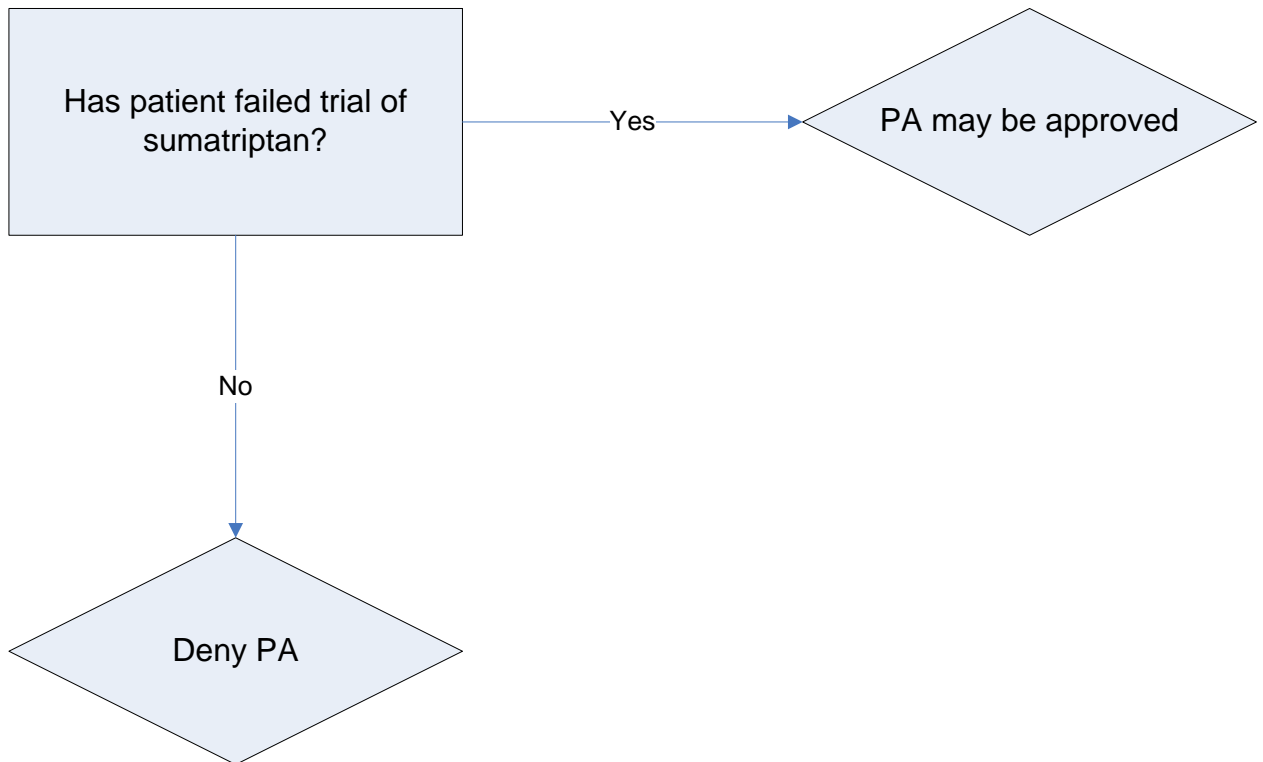 Has patient failed trial of
sumatriptan?
Yes
PA may be approved
No
Deny PA